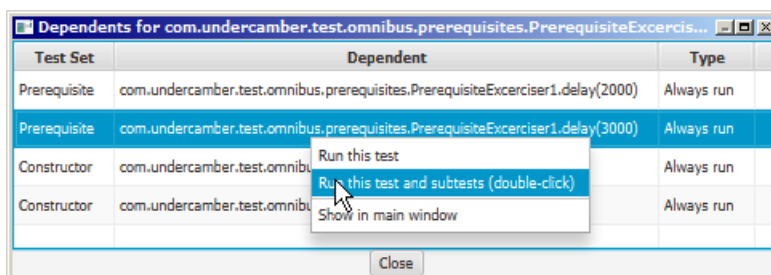 Dependents for com.undercamber.test.omnibus.prerequisites.PrerequisiteExcercis...
Test Set Dependent Type
Prerequisite com.undercamber.test.omnibus.prerequisites.PrerequisiteExcerciser1.delay(2000) Always run
Prerequisite com.undercamber.test.omnibus.prerequisites.PrerequisiteExcerciser1.delay(3000) Always run
Run this test
Constructor com.undercamber.test.omnibu Always run
Run this test and subtests (double-click)
Constructor com.undercamber.test.omnibu Always run
Show in main window
Close